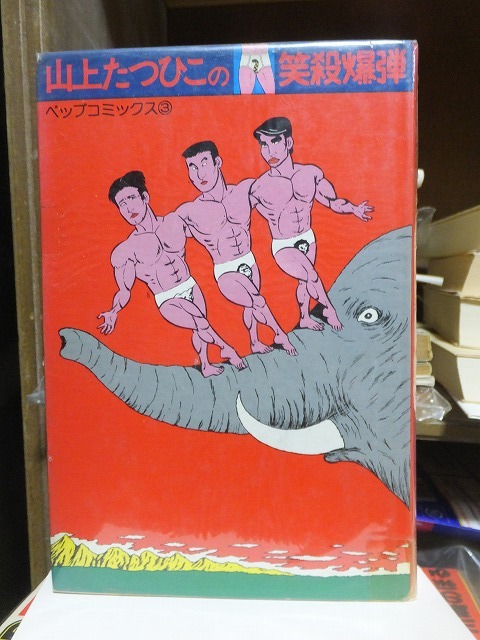 山上たつひこの
笑殺爆弾
ペップコミックス③